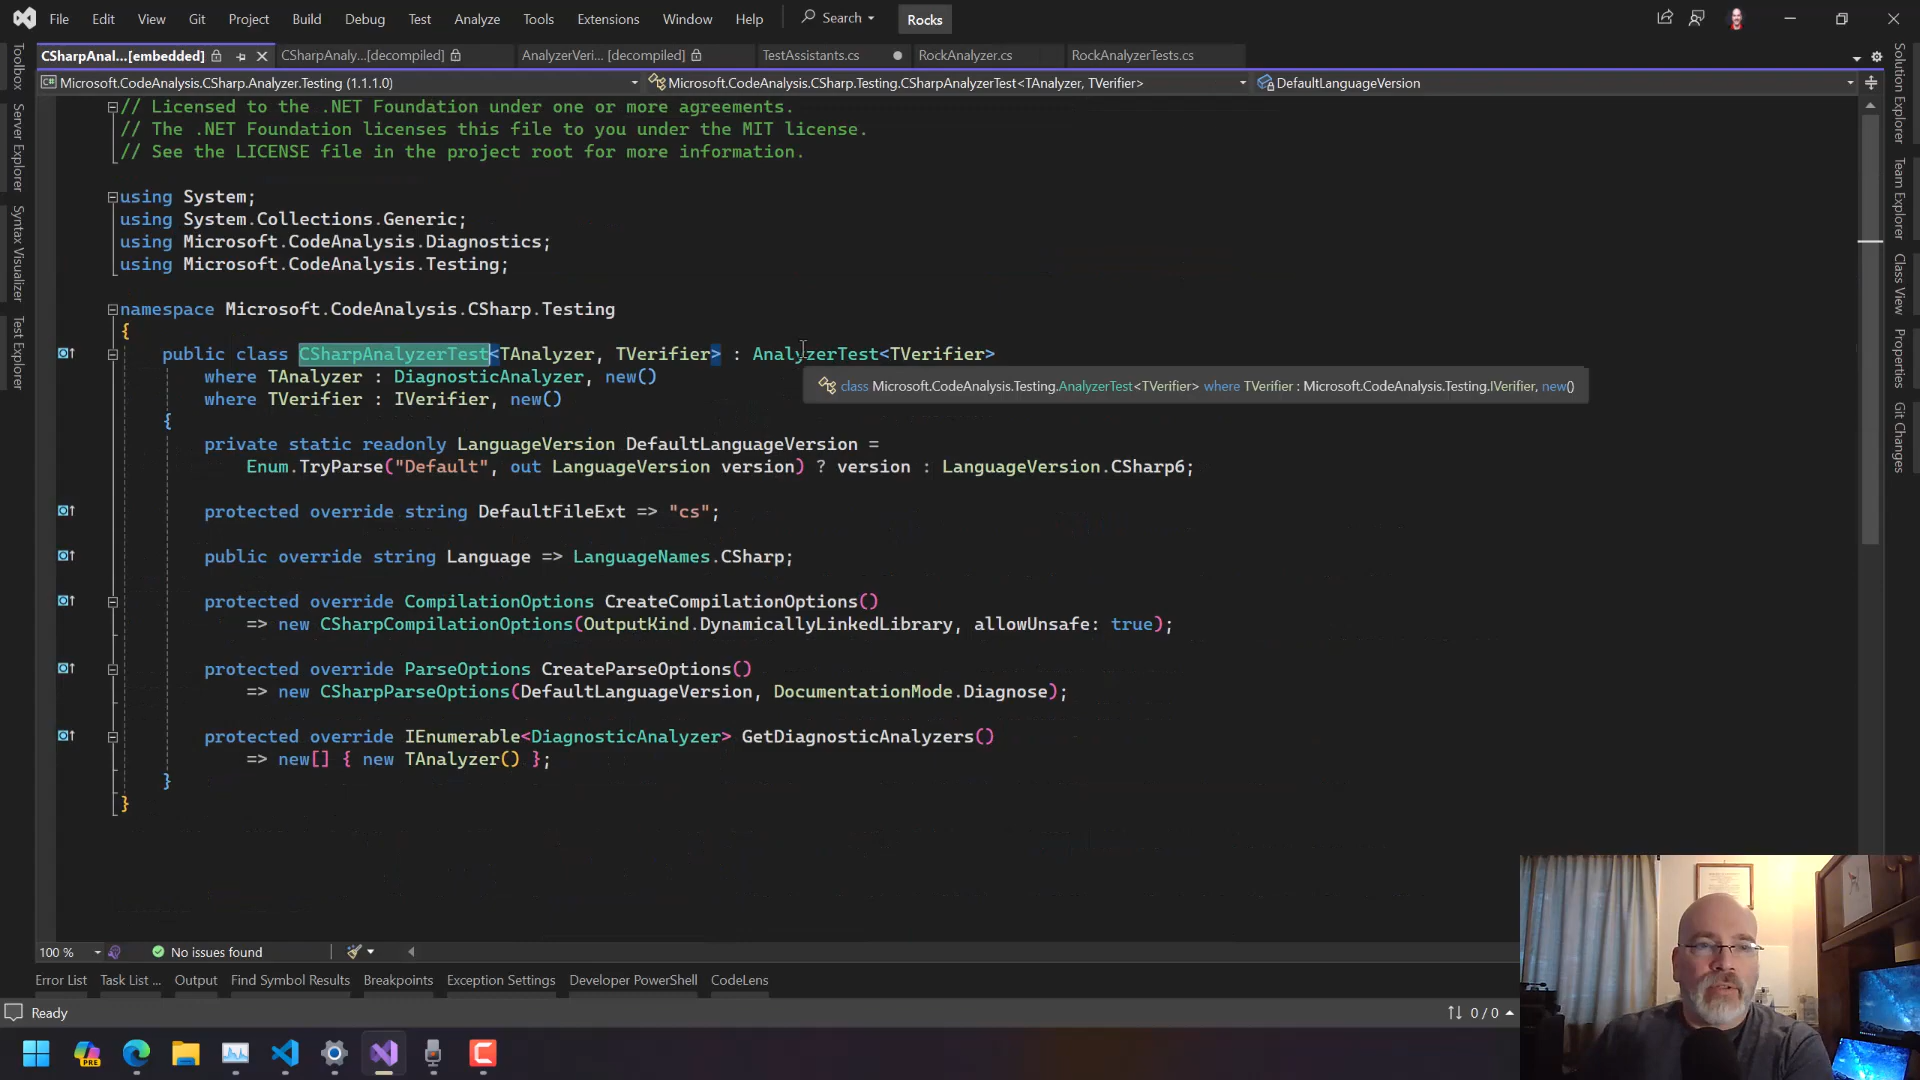 File Edit View Git Project Build Debug Test Analyze Tools Extensions Window Help Search Rocks
CSharpAnal...[embedded] CSharpAnaly...[decompiled] AnalyzerVeri... [decompiled] TestAssistants.cs RockAnalyzer.cs RockAnalyzerTests.cs
Microsoft.CodeAnalysis.CSharp.Analyzer.Testing (1.1.1.0) Microsoft.CodeAnalysis.CSharp.Testing.CSharpAnalyzerTest<TAnalyzer, TVerifier> DefaultLanguageVersion
Toolbox
Server Explorer
Syntax Visualizer
Test Explorer
// Licensed to the .NET Foundation under one or more agreements.
// The .NET Foundation licenses this file to you under the MIT license.
// See the LICENSE file in the project root for more information.
using System;
using System.Collections.Generic;
using Microsoft.CodeAnalysis.Diagnostics;
using Microsoft.CodeAnalysis.Testing;
namespace Microsoft.CodeAnalysis.CSharp.Testing
{
public class CSharpAnalyzerTest<TAnalyzer, TVerifier> : AnalyzerTest<TVerifier>
where TAnalyzer : DiagnosticAnalyzer, new()
class Microsoft.CodeAnalysis.Testing.AnalyzerTest<TVerifier> where TVerifier : Microsoft.CodeAnalysis.Testing.IVerifier, new()
where TVerifier : IVerifier, new()
{
private static readonly LanguageVersion DefaultLanguageVersion =
Enum.TryParse("Default", out LanguageVersion version) ? version : LanguageVersion.CSharp6;
protected override string DefaultFileExt => "cs";
public override string Language => LanguageNames.CSharp;
protected override CompilationOptions CreateCompilationOptions()
=> new CSharpCompilationOptions(OutputKind.DynamicallyLinkedLibrary, allowUnsafe: true);
protected override ParseOptions CreateParseOptions()
=> new CSharpParseOptions(DefaultLanguageVersion, DocumentationMode.Diagnose);
protected override IEnumerable<DiagnosticAnalyzer> GetDiagnosticAnalyzers()
=> new[] { new TAnalyzer() };
}
}
Solution Explorer
Team Explorer
Class View
Properties
Git Changes
100 % No issues found
Error List Task List ... Output Find Symbol Results Breakpoints Exception Settings Developer PowerShell CodeLens
Ready 0 / 0
PRE